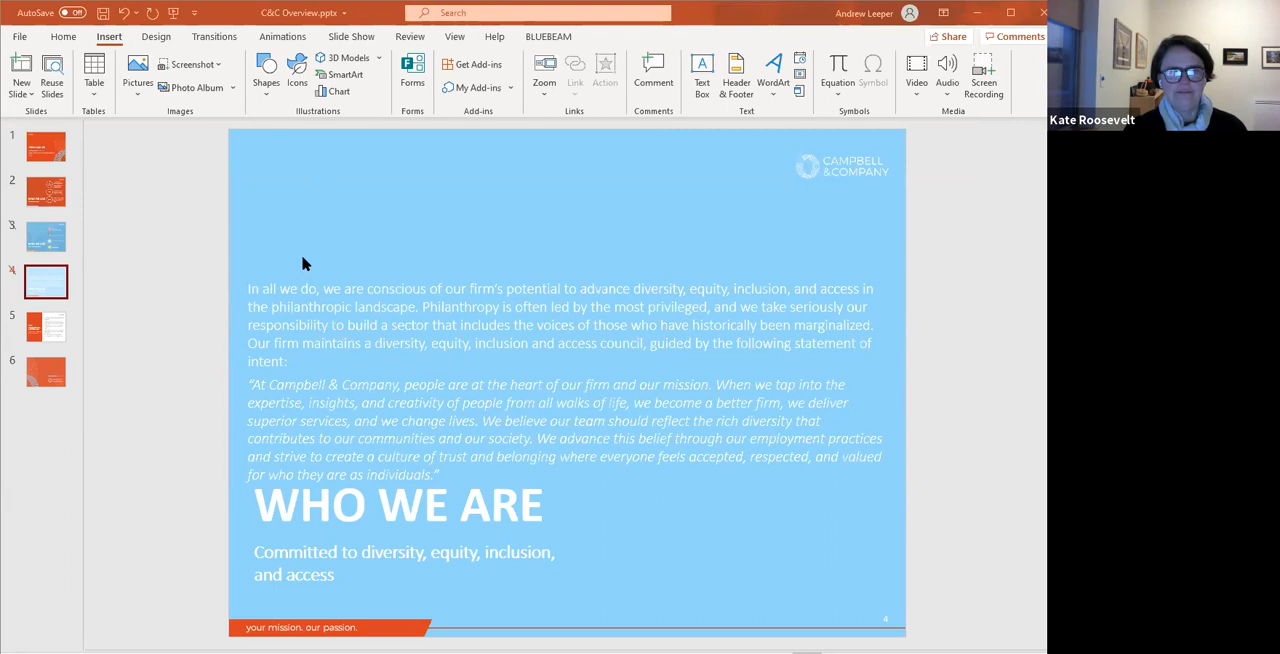 AutoSave Off C&C Overview.pptx Search Andrew Leeper
File Home Insert Design Transitions Animations Slide Show Review View Help BLUEBEAM Share Comments
New Slide Reuse Slides Table Pictures Screenshot Photo Album Shapes Icons 3D Models SmartArt Chart Forms Get Add-ins My Add-ins Zoom Link Action Comment Text Box Header & Footer WordArt Equation Symbol Video Audio Screen Recording
Slides Tables Images Illustrations Forms Add-ins Links Comments Text Symbols Media
Kate Roosevelt
1
2
3
4
5
6
CAMPBELL
&COMPANY
In all we do, we are conscious of our firm's potential to advance diversity, equity, inclusion, and access in
the philanthropic landscape. Philanthropy is often led by the most privileged, and we take seriously our
responsibility to build a sector that includes the voices of those who have historically been marginalized.
Our firm maintains a diversity, equity, inclusion and access council, guided by the following statement of
intent:
“At Campbell & Company, people are at the heart of our firm and our mission. When we tap into the
expertise, insights, and creativity of people from all walks of life, we become a better firm, we deliver
superior services, and we change lives. We believe our team should reflect the rich diversity that
contributes to our communities and our society. We advance this belief through our employment practices
and strive to create a culture of trust and belonging where everyone feels accepted, respected, and valued
for who they are as individuals.”
WHO WE ARE
Committed to diversity, equity, inclusion,
and access
your mission. our passion.
4